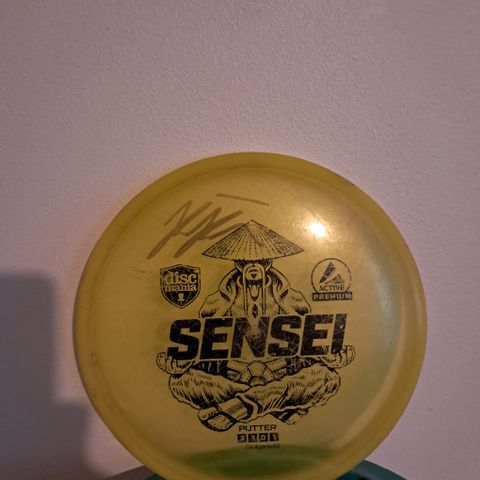 disc
mania
ACTIVE
PREMIUM
SENSEI
PUTTER
3 3 0 1